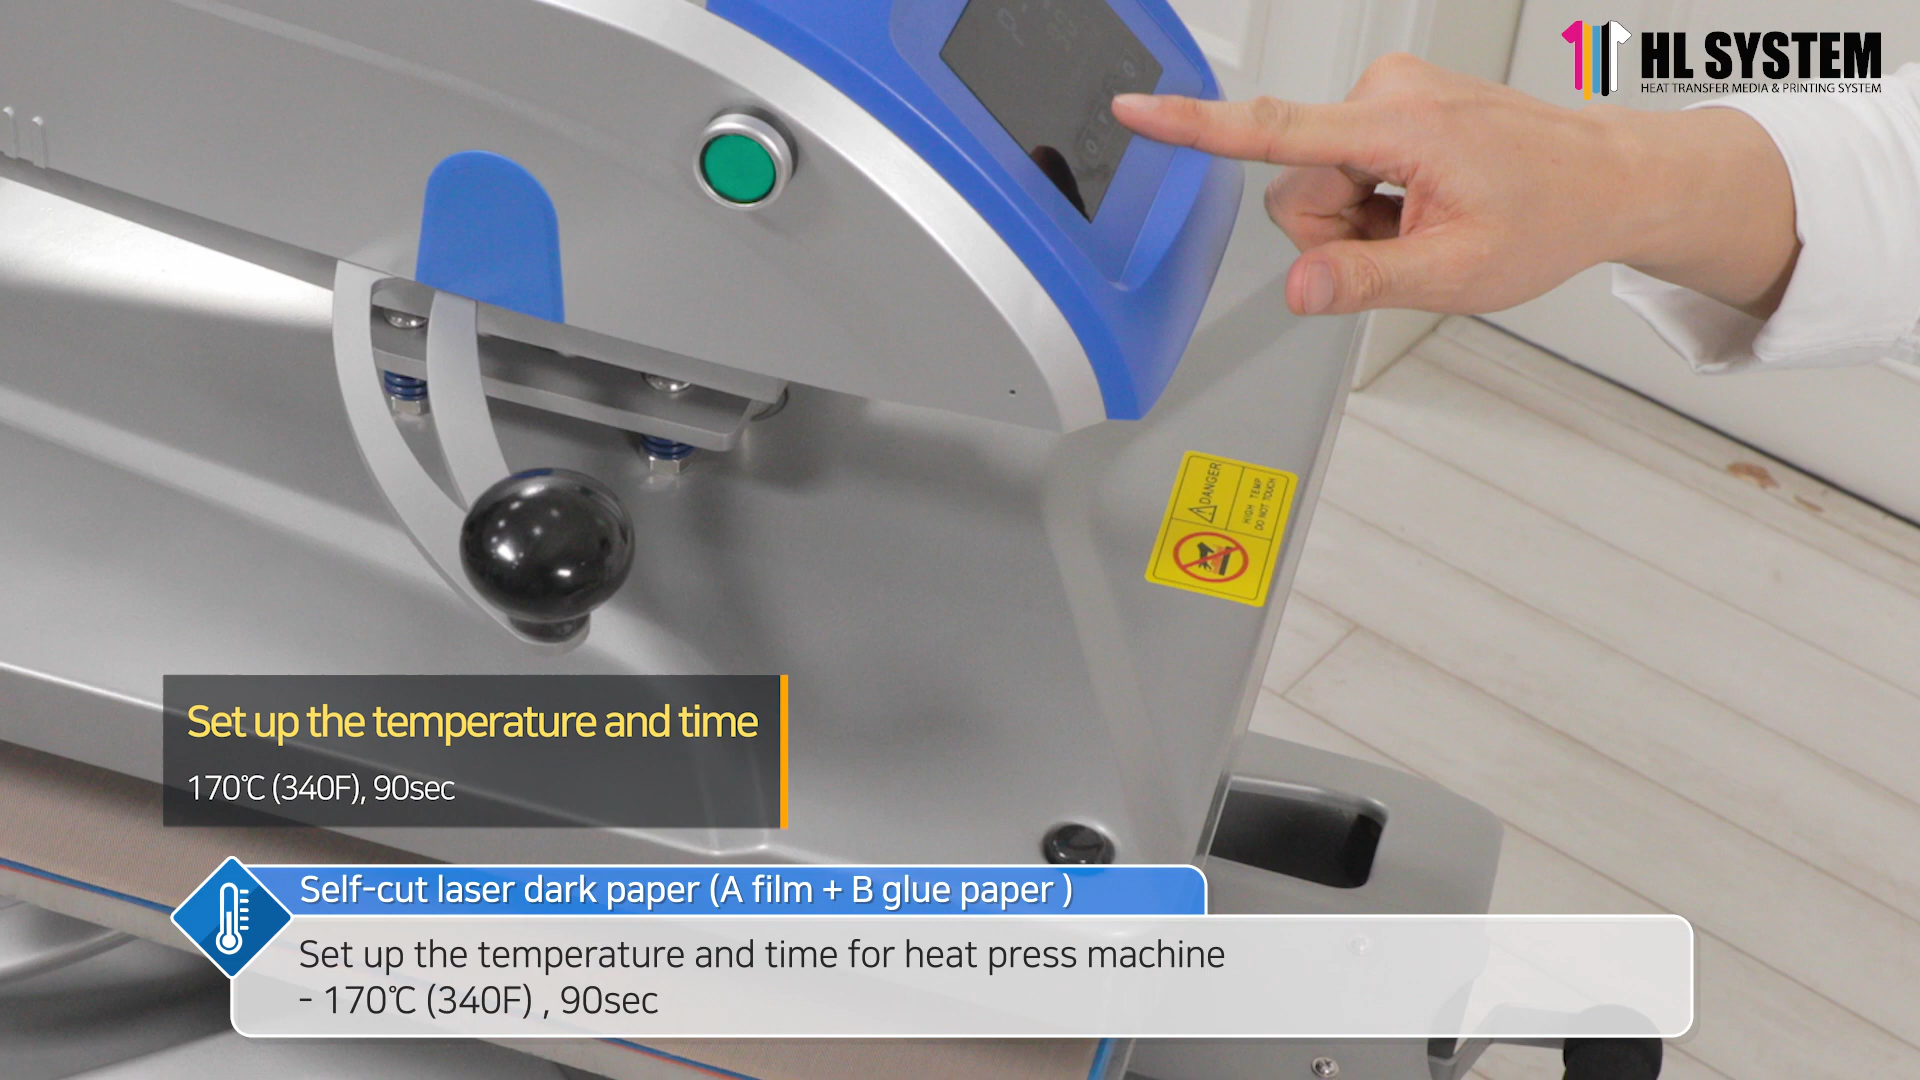 HL SYSTEM
HEAT TRANSFER MEDIA & PRINTING SYSTEM
DANGER
HIGH TEMP
DO NOT TOUCH
Set up the temperature and time
170℃ (340F), 90sec
Self-cut laser dark paper (A film + B glue paper )
Set up the temperature and time for heat press machine
- 170℃ (340F) , 90sec